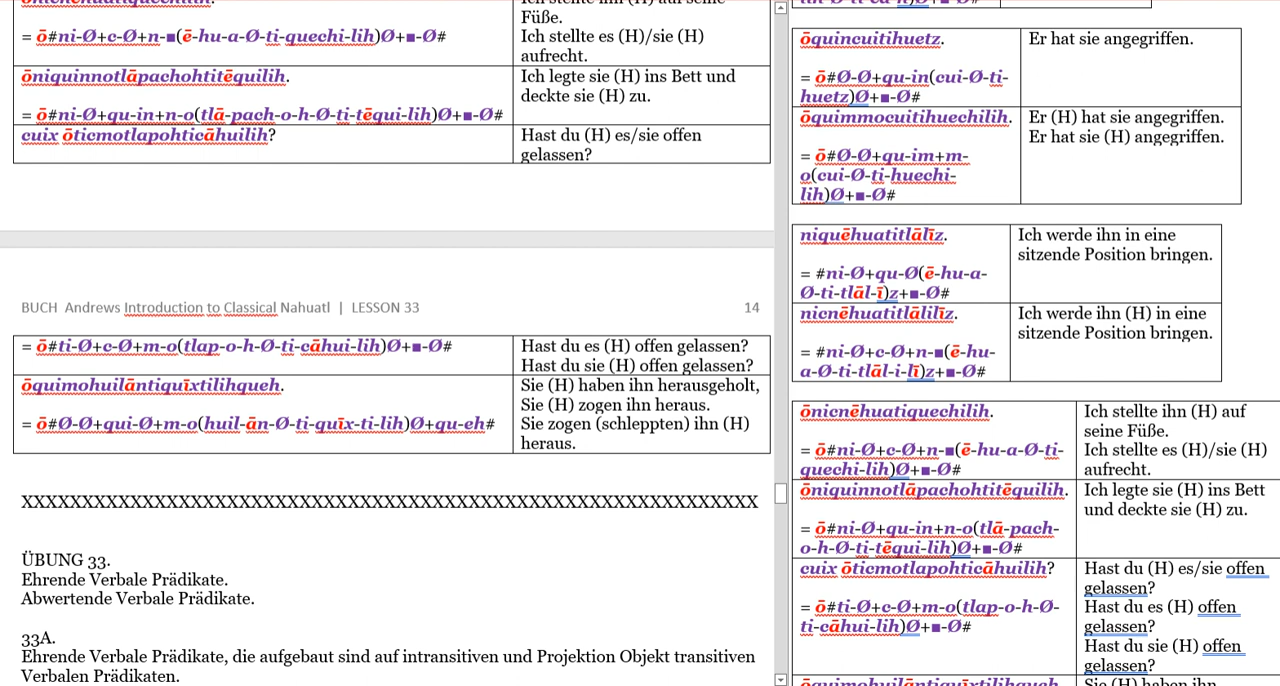 Füße.
= ō#ni-Ø+c-Ø+n-■(ē-hu-a-Ø-ti-quechi-lih)Ø+■-Ø#
Ich stellte es (H)/sie (H)
aufrecht.
ōniquinnotlāpachohtitēquilih.
Ich legte sie (H) ins Bett und
deckte sie (H) zu.
= ō#ni-Ø+qu-in+n-o(tlā-pach-o-h-Ø-ti-tēqui-lih)Ø+■-Ø#
cuix ōticmotlapohticāhuilih?
Hast du (H) es/sie offen
gelassen?
BUCH Andrews Introduction to Classical Nahuatl | LESSON 33
14
= ō#ti-Ø+c-Ø+m-o(tlap-o-h-Ø-ti-cāhui-lih)Ø+■-Ø#
Hast du es (H) offen gelassen?
Hast du sie (H) offen gelassen?
ōquimohuilāntiquīxtilihqueh.
Sie (H) haben ihn herausgeholt,
Sie (H) zogen ihn heraus.
= ō#Ø-Ø+qui-Ø+m-o(huil-ān-Ø-ti-quīx-ti-lih)Ø+qu-eh#
Sie zogen (schleppten) ihn (H)
heraus.
XXXXXXXXXXXXXXXXXXXXXXXXXXXXXXXXXXXXXXXXXXXXXXXXXXXXXXXXXX
ÜBUNG 33.
Ehrende Verbale Prädikate.
Abwertende Verbale Prädikate.
33A.
Ehrende Verbale Prädikate, die aufgebaut sind auf intransitiven und Projektion Objekt transitiven
Verbalen Prädikaten.
ōquincuitihuetz.
Er hat sie angegriffen.
= ō#Ø-Ø+qu-in(cui-Ø-ti-
huetz)Ø+■-Ø#
ōquimmocuitihuechilih.
Er (H) hat sie angegriffen.
Er hat sie (H) angegriffen.
= ō#Ø-Ø+qu-im+m-
o(cui-Ø-ti-huechi-
lih)Ø+■-Ø#
niquēhuatitlālīz.
Ich werde ihn in eine
sitzende Position bringen.
= #ni-Ø+qu-Ø(ē-hu-a-
Ø-ti-tlāl-ī)z+■-Ø#
nicnēhuatitlālilīz.
Ich werde ihn (H) in eine
sitzende Position bringen.
= #ni-Ø+c-Ø+n-■(ē-hu-
a-Ø-ti-tlāl-i-lī)z+■-Ø#
ōnicnēhuatiquechilih.
Ich stellte ihn (H) auf
seine Füße.
= ō#ni-Ø+c-Ø+n-■(ē-hu-a-Ø-ti-
quechi-lih)Ø+■-Ø#
Ich stellte es (H)/sie (H)
aufrecht.
ōniquinnotlāpachohtitēquilih.
Ich legte sie (H) ins Bett
und deckte sie (H) zu.
= ō#ni-Ø+qu-in+n-o(tlā-pach-
o-h-Ø-ti-tēqui-lih)Ø+■-Ø#
cuix ōticmotlapohticāhuilih?
Hast du (H) es/sie offen
gelassen?
= ō#ti-Ø+c-Ø+m-o(tlap-o-h-Ø-
ti-cāhui-lih)Ø+■-Ø#
Hast du es (H) offen
gelassen?
Hast du sie (H) offen
gelassen?